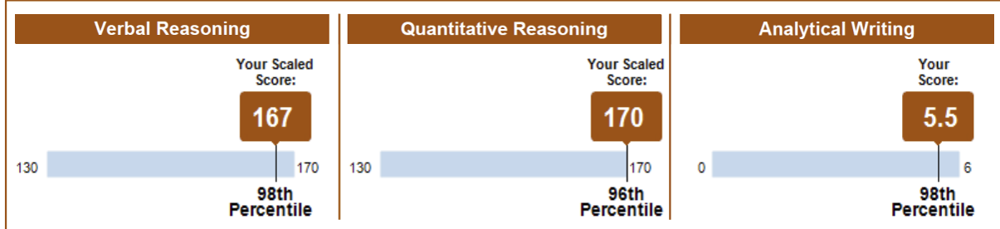 Verbal Reasoning
Your Scaled
Score:
167
130
170
98th
Percentile
Quantitative Reasoning
Your Scaled
Score:
170
130
170
96th
Percentile
Analytical Writing
Your
Score:
5.5
0
6
98th
Percentile